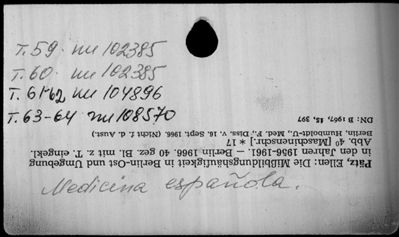 T. 59. nu 102385
T. 60. nu 102385
T. 61-62 nu 104896
T. 63-64 nu 108570
Medicina española.
Pätz, Ellen: Die Mißbildungshäufigkeit in Berlin-Ost und Umgebung
in den Jahren 1956-1961. — Berlin 1966. 40 gez. Bl. mit z. T. eingekl.
Abb. 4° [Maschinenschr.] * 17
Berlin, Humboldt-U., Med. F., Diss. v. 16. Sept. 1966. (Nicht f. d. Aust.)
DN: II 1967, 15, 397